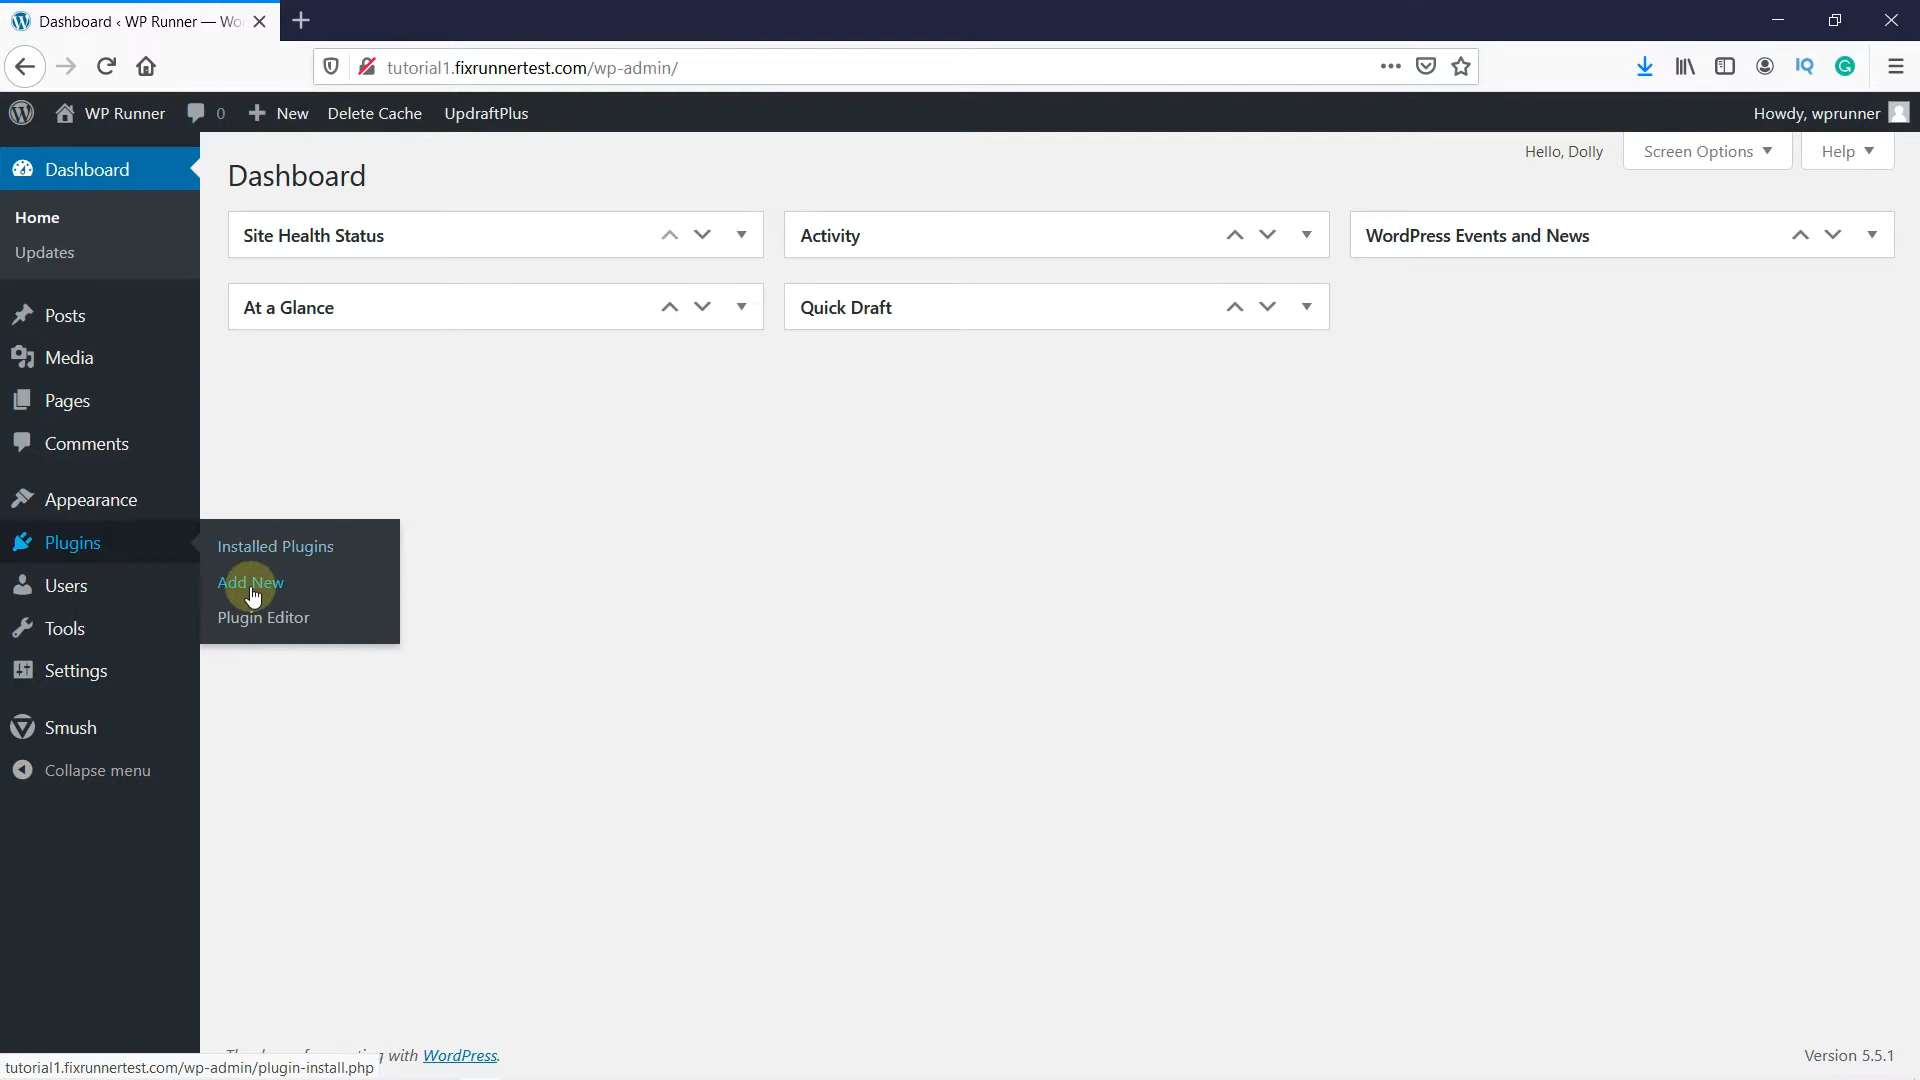 Dashboard ‹ WP Runner — Wo
tutorial1.fixrunnertest.com/wp-admin/
WP Runner
0
New
Delete Cache
UpdraftPlus
Howdy, wprunner
Dashboard
Home
Updates
Posts
Media
Pages
Comments
Appearance
Plugins
Users
Tools
Settings
Smush
Collapse menu
Installed Plugins
Add New
Plugin Editor
Hello, Dolly
Screen Options
Help
Dashboard
Site Health Status
Activity
WordPress Events and News
At a Glance
Quick Draft
with WordPress.
Version 5.5.1
tutorial1.fixrunnertest.com/wp-admin/plugin-install.php
IQ